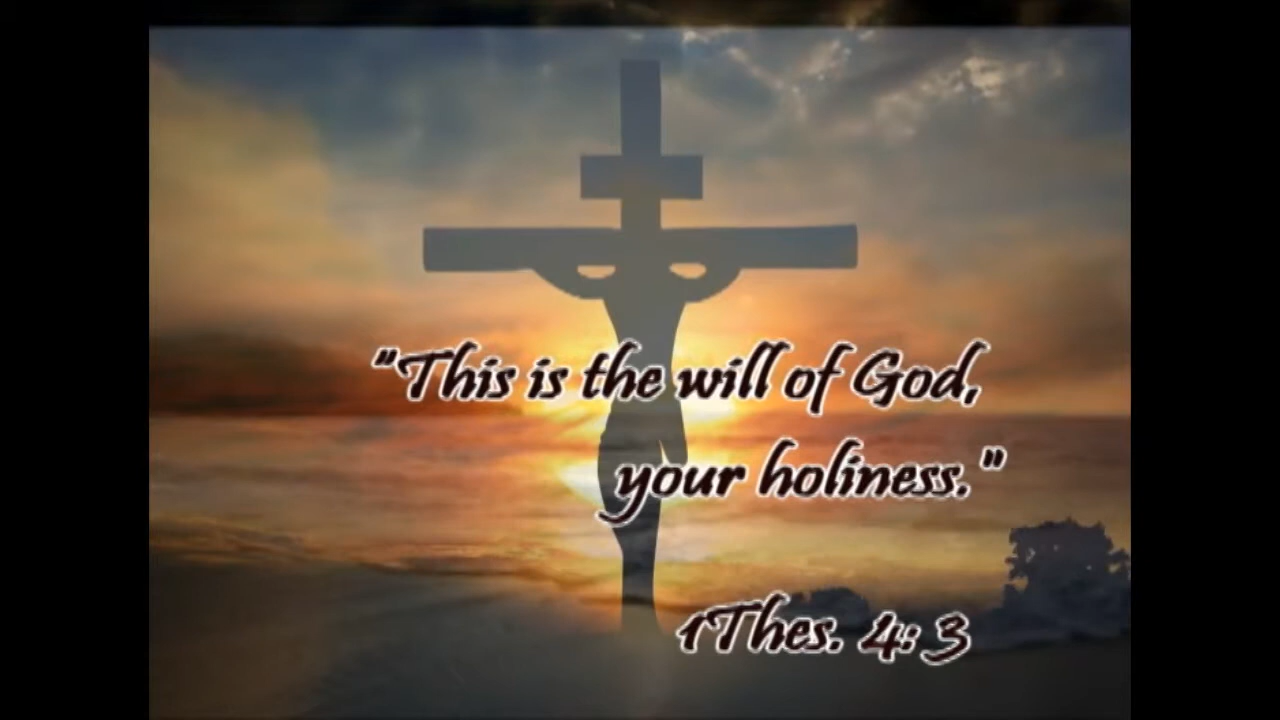 "This is the will of God,
your holiness."
1Thes. 4: 3